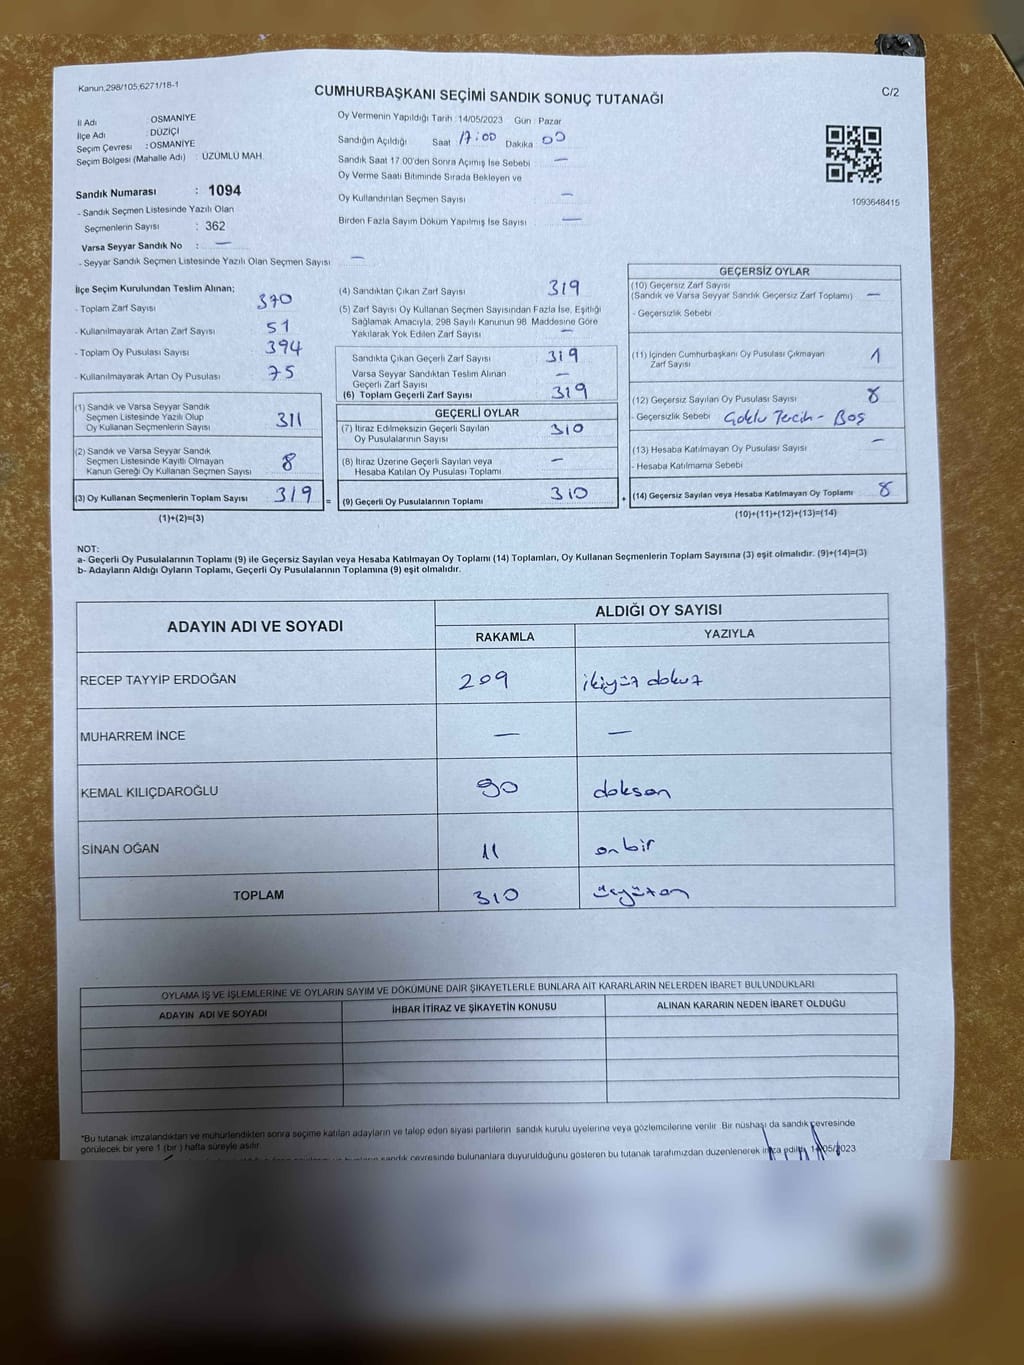 Kanun,298/105,6271/18-1
CUMHURBAŞKANI SEÇİMİ SANDIK SONUÇ TUTANAĞI
C/2
İl Adı : OSMANİYE
İlçe Adı : DÜZİÇİ
Seçim Çevresi : OSMANİYE
Seçim Bölgesi (Mahalle Adı) : ÜZÜMLÜ MAH.
Sandık Numarası : 1094
- Sandık Seçmen Listesinde Yazılı Olan
Seçmenlerin Sayısı : 362
Varsa Seyyar Sandık No : —
- Seyyar Sandık Seçmen Listesinde Yazılı Olan Seçmen Sayısı —
Oy Vermenin Yapıldığı Tarih : 14/05/2023 Gün : Pazar
Sandığın Açıldığı Saat 17:00 Dakika 00
Sandık Saat 17.00'den Sonra Açımış İse Sebebi —
Oy Verme Saati Bitiminde Sırada Bekleyen ve
Oy Kullandırılan Seçmen Sayısı —
Birden Fazla Sayım Döküm Yapılmış İse Sayısı —
1093648415
İlçe Seçim Kurulundan Teslim Alınan;
- Toplam Zarf Sayısı 370
- Kullanılmayarak Artan Zarf Sayısı 51
- Toplam Oy Pusulası Sayısı 394
- Kullanılmayarak Artan Oy Pusulası 75
(1) Sandık ve Varsa Seyyar Sandık
Seçmen Listesinde Yazılı Olup
Oy Kullanan Seçmenlerin Sayısı 311
(2) Sandık ve Varsa Seyyar Sandık
Seçmen Listesinde Kayıtlı Olmayan
Kanun Gereği Oy Kullanan Seçmen Sayısı 8
(3) Oy Kullanan Seçmenlerin Toplam Sayısı 319 =
(1)+(2)=(3)
(4) Sandıktan Çıkan Zarf Sayısı 319
(5) Zarf Sayısı Oy Kullanan Seçmen Sayısından Fazla İse, Eşitliği
Sağlamak Amacıyla, 298 Sayılı Kanunun 98. Maddesine Göre
Yakılarak Yok Edilen Zarf Sayısı —
Sandıkta Çıkan Geçerli Zarf Sayısı 319
Varsa Seyyar Sandıktan Teslim Alınan
Geçerli Zarf Sayısı —
(6) Toplam Geçerli Zarf Sayısı 319
GEÇERLİ OYLAR
(7) İtiraz Edilmeksizin Geçerli Sayılan
Oy Pusulalarının Sayısı 310
(8) İtiraz Üzerine Geçerli Sayılan veya
Hesaba Katılan Oy Pusulası Toplamı —
(9) Geçerli Oy Pusulalarının Toplamı 310 +
GEÇERSİZ OYLAR
(10) Geçersiz Zarf Sayısı
(Sandık ve Varsa Seyyar Sandık Geçersiz Zarf Toplamı) —
- Geçersizlik Sebebi
(11) İçinden Cumhurbaşkanı Oy Pusulası Çıkmayan
Zarf Sayısı 1
(12) Geçersiz Sayılan Oy Pusulası Sayısı 8
- Geçersizlik Sebebi Çoklu Tercih - Boş
(13) Hesaba Katılmayan Oy Pusulası Sayısı —
- Hesaba Katılmama Sebebi
(14) Geçersiz Sayılan veya Hesaba Katılmayan Oy Toplamı 8
(10)+(11)+(12)+(13)=(14)
NOT:
a- Geçerli Oy Pusulalarının Toplamı (9) ile Geçersiz Sayılan veya Hesaba Katılmayan Oy Toplamı (14) Toplamları, Oy Kullanan Seçmenlerin Toplam Sayısına (3) eşit olmalıdır. (9)+(14)=(3)
b- Adayların Aldığı Oyların Toplamı, Geçerli Oy Pusulalarının Toplamına (9) eşit olmalıdır.
ADAYIN ADI VE SOYADI
ALDIĞI OY SAYISI
RAKAMLA YAZIYLA
RECEP TAYYİP ERDOĞAN 209 ikiyüz dokuz
MUHARREM İNCE — —
KEMAL KILIÇDAROĞLU 90 doksan
SİNAN OĞAN 11 on bir
TOPLAM 310 üçyüzon
OYLAMA İŞ VE İŞLEMLERİNE VE OYLARIN SAYIM VE DÖKÜMÜNE DAİR ŞİKAYETLERLE BUNLARA AİT KARARLARIN NELERDEN İBARET BULUNDUKLARI
ADAYIN ADI VE SOYADI İHBAR İTİRAZ VE ŞİKAYETİN KONUSU ALINAN KARARIN NEDEN İBARET OLDUĞU
*Bu tutanak imzalandıktan ve mühürlendikten sonra seçime katılan adayların ve talep eden siyasi partilerin sandık kurulu üyelerine veya gözlemcilerine verilir. Bir nüshası da sandık çevresinde
görülecek bir yere 1 (bir ) hafta süreyle asılır.
sandık çevresinde bulunanlara duyurulduğunu gösteren bu tutanak tarafımızdan düzenlenerek 14/05/2023